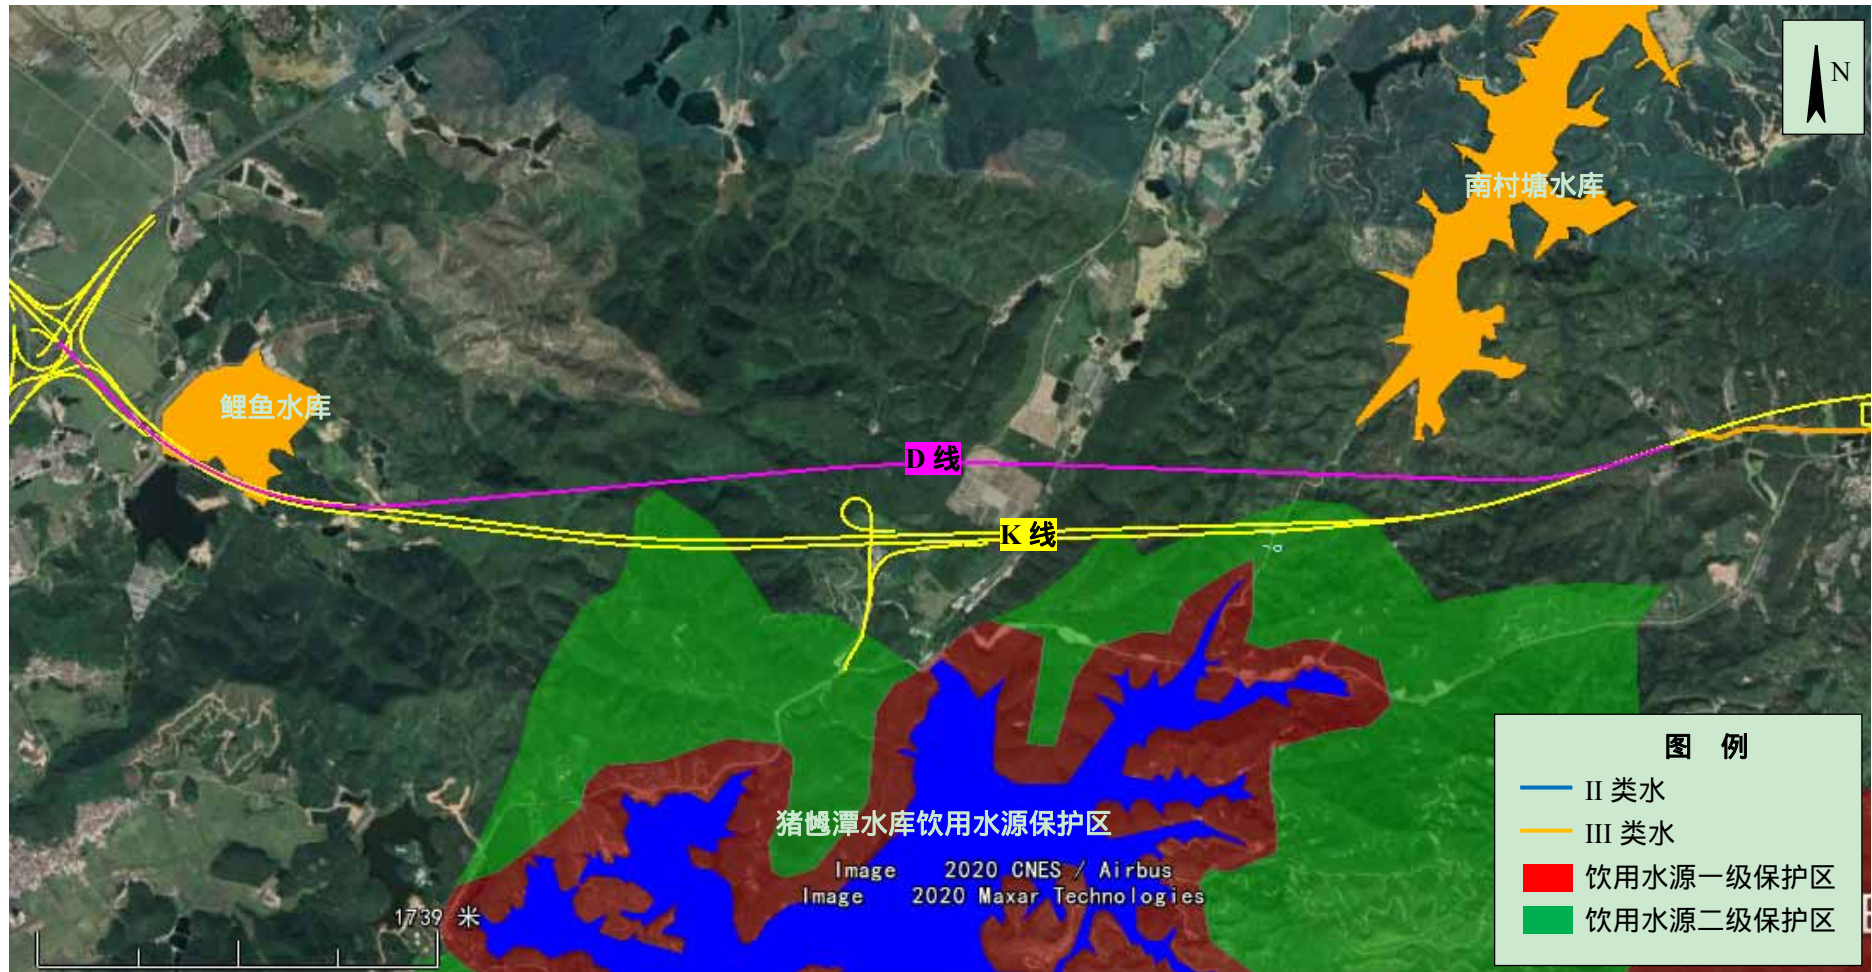 N
南村塘水库
鲤鱼水库
D 线
K 线
图 例
II 类水
III 类水
饮用水源一级保护区
饮用水源二级保护区
猪乸潭水库饮用水源保护区
Image 2020 CNES / Airbus
Image 2020 Maxar Technologies
1739 米